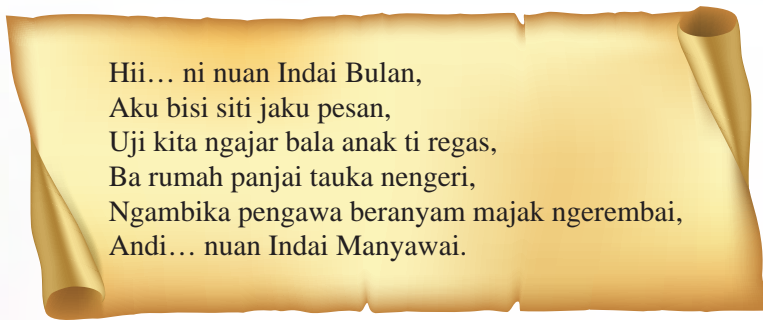 Hii… ni nuan Indai Bulan,
Aku bisi siti jaku pesan,
Uji kita ngajar bala anak ti regas,
Ba rumah panjai tauka nengeri,
Ngambika pengawa beranyam majak ngerembai,
Andi… nuan Indai Manyawai.